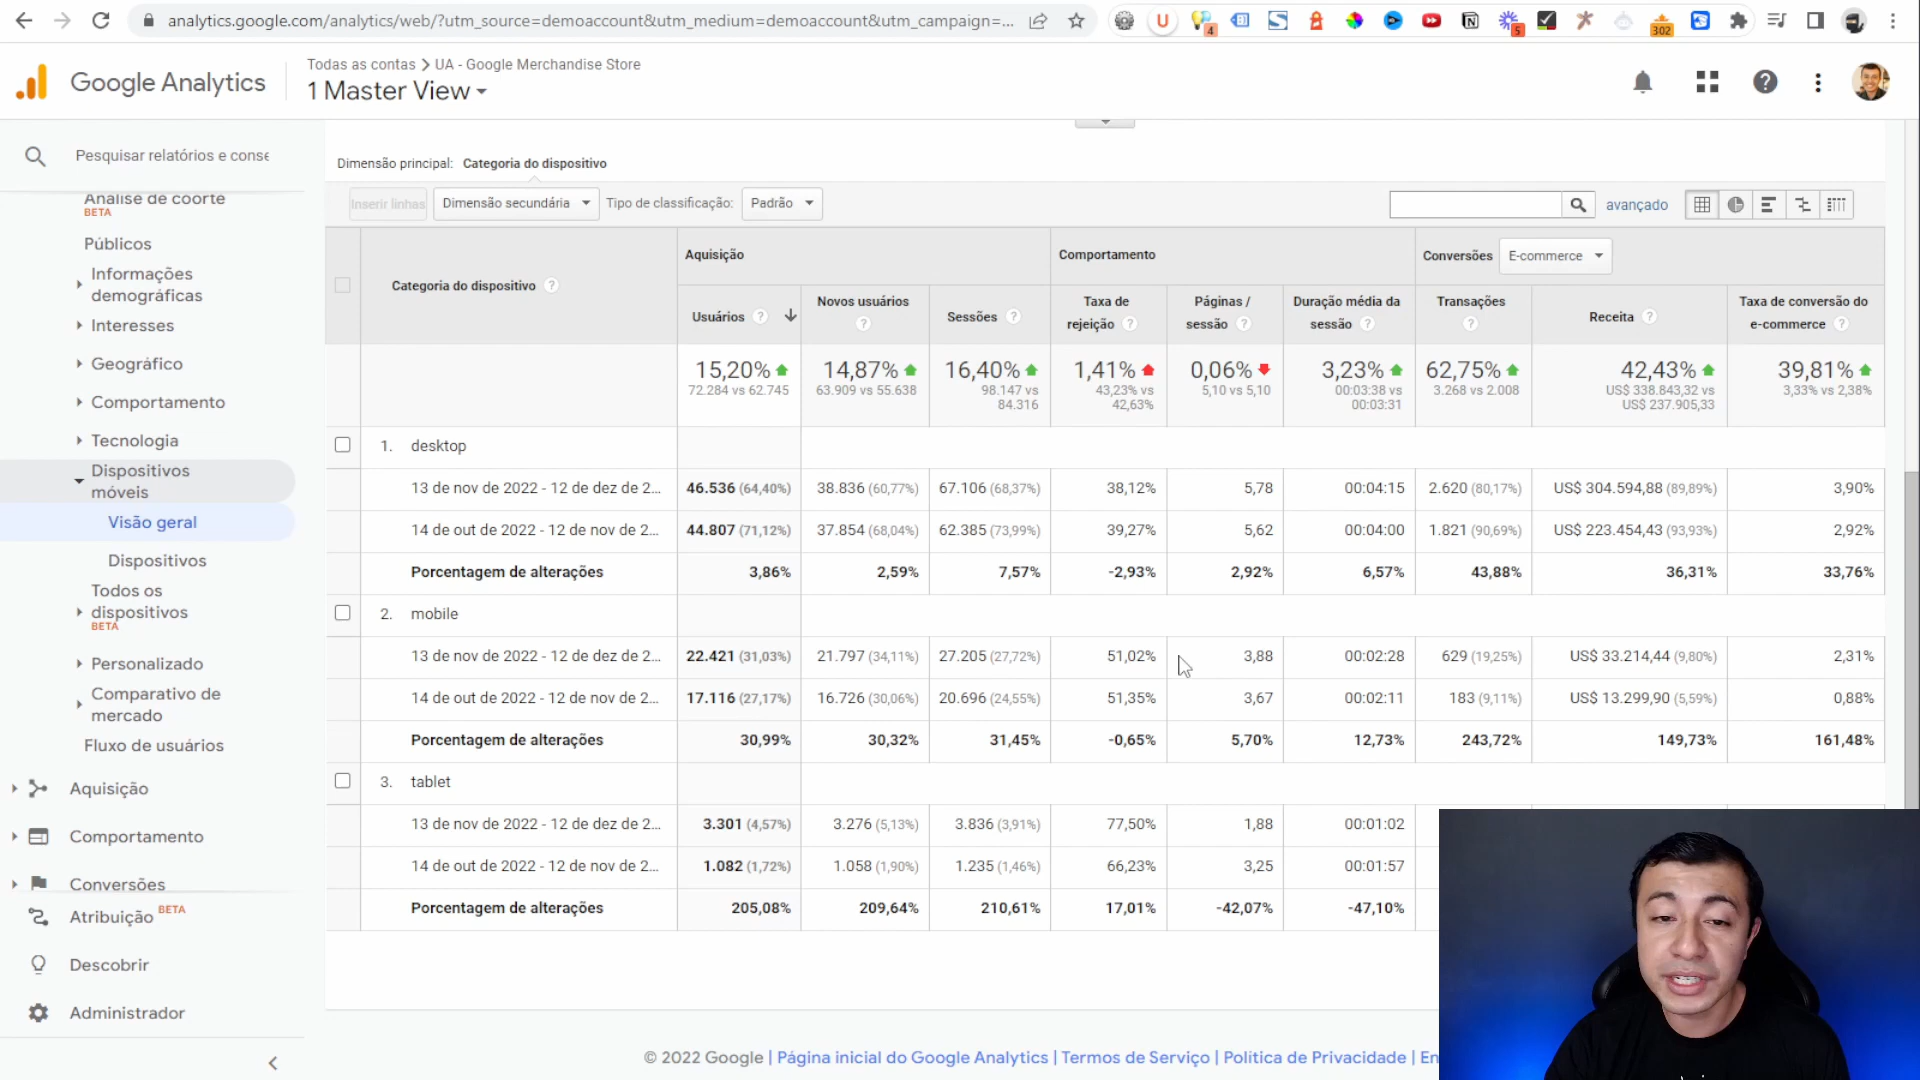 analytics.google.com/analytics/web/?utm_source=demoaccount&utm_medium=demoaccount&utm_campaign=...
4
5
302
Google Analytics
Todas as contas > UA - Google Merchandise Store
1 Master View
Pesquisar relatórios e conse
Análise de coorte
BETA
Públicos
Informações
demográficas
Interesses
Geográfico
Comportamento
Tecnologia
Dispositivos
móveis
Visão geral
Dispositivos
Todos os
dispositivos
BETA
Personalizado
Comparativo de
mercado
Fluxo de usuários
Aquisição
Comportamento
Conversões
Atribuição BETA
Descobrir
Administrador
Dimensão principal: Categoria do dispositivo
Inserir linhas Dimensão secundária Tipo de classificação: Padrão avançado
Categoria do dispositivo ?
Aquisição Comportamento Conversões E-commerce
Usuários ? Novos usuários ? Sessões ? Taxa de rejeição ? Páginas / sessão ? Duração média da sessão ? Transações ? Receita ? Taxa de conversão do e-commerce ?
15,20% 14,87% 16,40% 1,41% 0,06% 3,23% 62,75% 42,43% 39,81%
72.284 vs 62.745 63.909 vs 55.638 98.147 vs 84.316 43,23% vs 42,63% 5,10 vs 5,10 00:03:38 vs 00:03:31 3.268 vs 2.008 US$ 338.843,32 vs US$ 237.905,33 3,33% vs 2,38%
1. desktop
13 de nov de 2022 - 12 de dez de 2... 46.536 (64,40%) 38.836 (60,77%) 67.106 (68,37%) 38,12% 5,78 00:04:15 2.620 (80,17%) US$ 304.594,88 (89,89%) 3,90%
14 de out de 2022 - 12 de nov de 2... 44.807 (71,12%) 37.854 (68,04%) 62.385 (73,99%) 39,27% 5,62 00:04:00 1.821 (90,69%) US$ 223.454,43 (93,93%) 2,92%
Porcentagem de alterações 3,86% 2,59% 7,57% -2,93% 2,92% 6,57% 43,88% 36,31% 33,76%
2. mobile
13 de nov de 2022 - 12 de dez de 2... 22.421 (31,03%) 21.797 (34,11%) 27.205 (27,72%) 51,02% 3,88 00:02:28 629 (19,25%) US$ 33.214,44 (9,80%) 2,31%
14 de out de 2022 - 12 de nov de 2... 17.116 (27,17%) 16.726 (30,06%) 20.696 (24,55%) 51,35% 3,67 00:02:11 183 (9,11%) US$ 13.299,90 (5,59%) 0,88%
Porcentagem de alterações 30,99% 30,32% 31,45% -0,65% 5,70% 12,73% 243,72% 149,73% 161,48%
3. tablet
13 de nov de 2022 - 12 de dez de 2... 3.301 (4,57%) 3.276 (5,13%) 3.836 (3,91%) 77,50% 1,88 00:01:02
14 de out de 2022 - 12 de nov de 2... 1.082 (1,72%) 1.058 (1,90%) 1.235 (1,46%) 66,23% 3,25 00:01:57
Porcentagem de alterações 205,08% 209,64% 210,61% 17,01% -42,07% -47,10%
© 2022 Google | Página inicial do Google Analytics | Termos de Serviço | Política de Privacidade | En